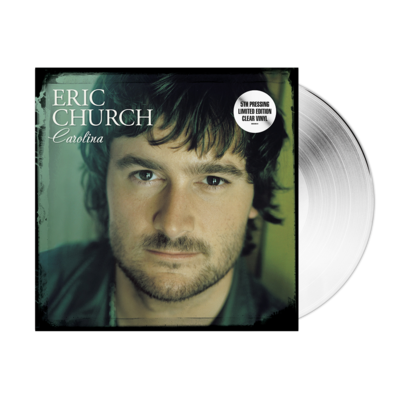 ERIC
CHURCH
Carolina
5TH PRESSING
LIMITED EDITION
CLEAR VINYL